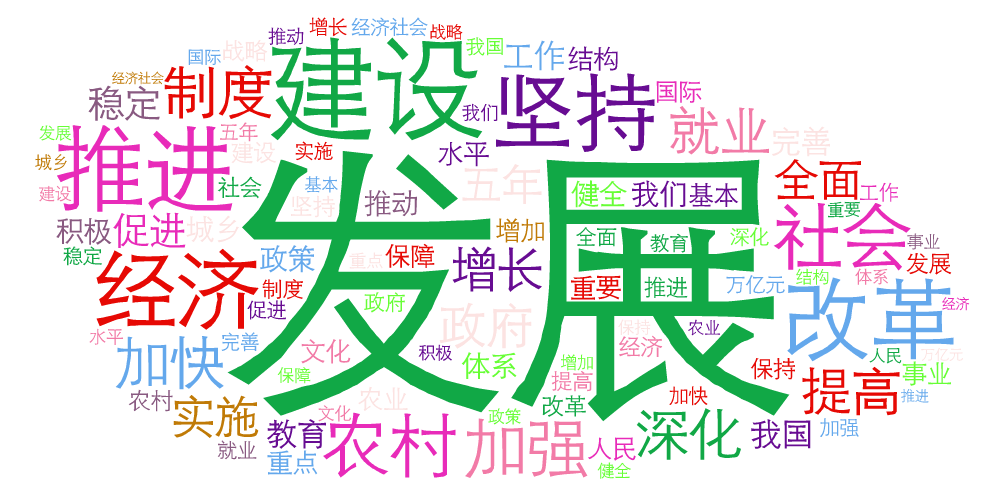 推动
增长
经济社会
战略
国际
战略
建设
我国
工作
结构
经济社会
稳定
制度
我们
坚持
国际
发展
五年
就业
完善
城乡
推进
建设
实施
水平
全面
工作
建设
社会
基本
坚持
推动
五年
健全
我们
基本
重要
积极
促进
城乡
发展
增加
全面
教育
深化
社会
事业
稳定
政策
保障
增长
发展
经济
重点
制度
重要
推进
万亿元
结构
体系
促进
政府
政府
改革
经济
水平
加快
完善
文化
积极
体系
保持
农业
经济
人民
万亿元
保障
增加
提高
保持
提高
事业
农村
实施
文化
农业
政策
改革
加快
推进
就业
教育
农村
加强
深化
我国
加强
重点
人民
健全